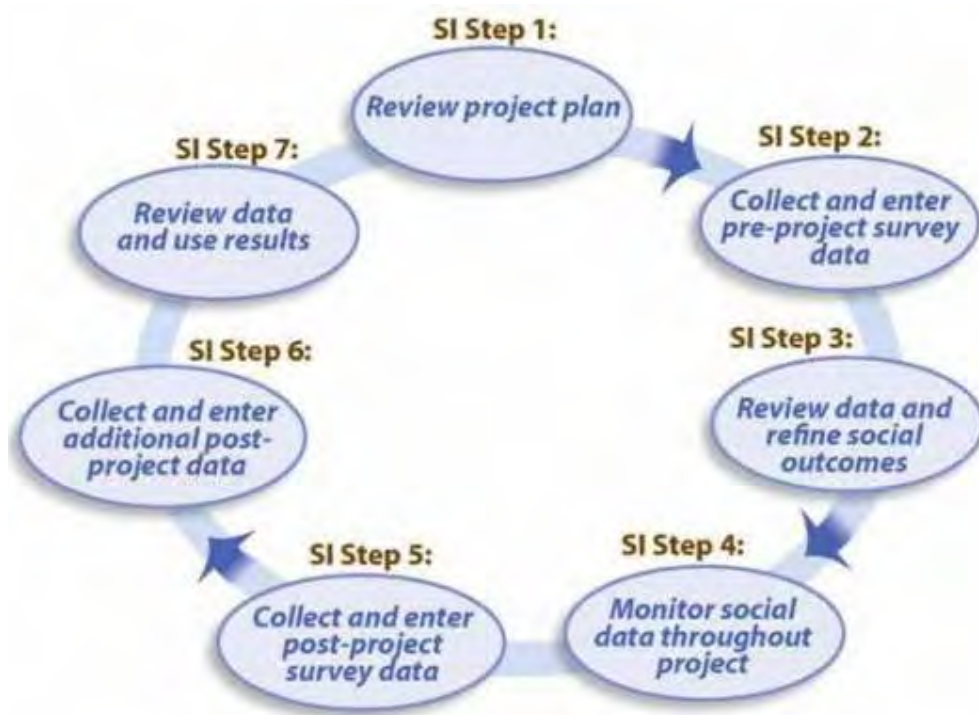 SI Step 1:
Review project plan
SI Step 2:
Collect and enter
pre-project survey
data
SI Step 3:
Review data and
refine social
outcomes
SI Step 4:
Monitor social
data throughout
project
SI Step 5:
Collect and enter
post-project
survey data
SI Step 6:
Collect and enter
additional post-
project data
SI Step 7:
Review data
and use results